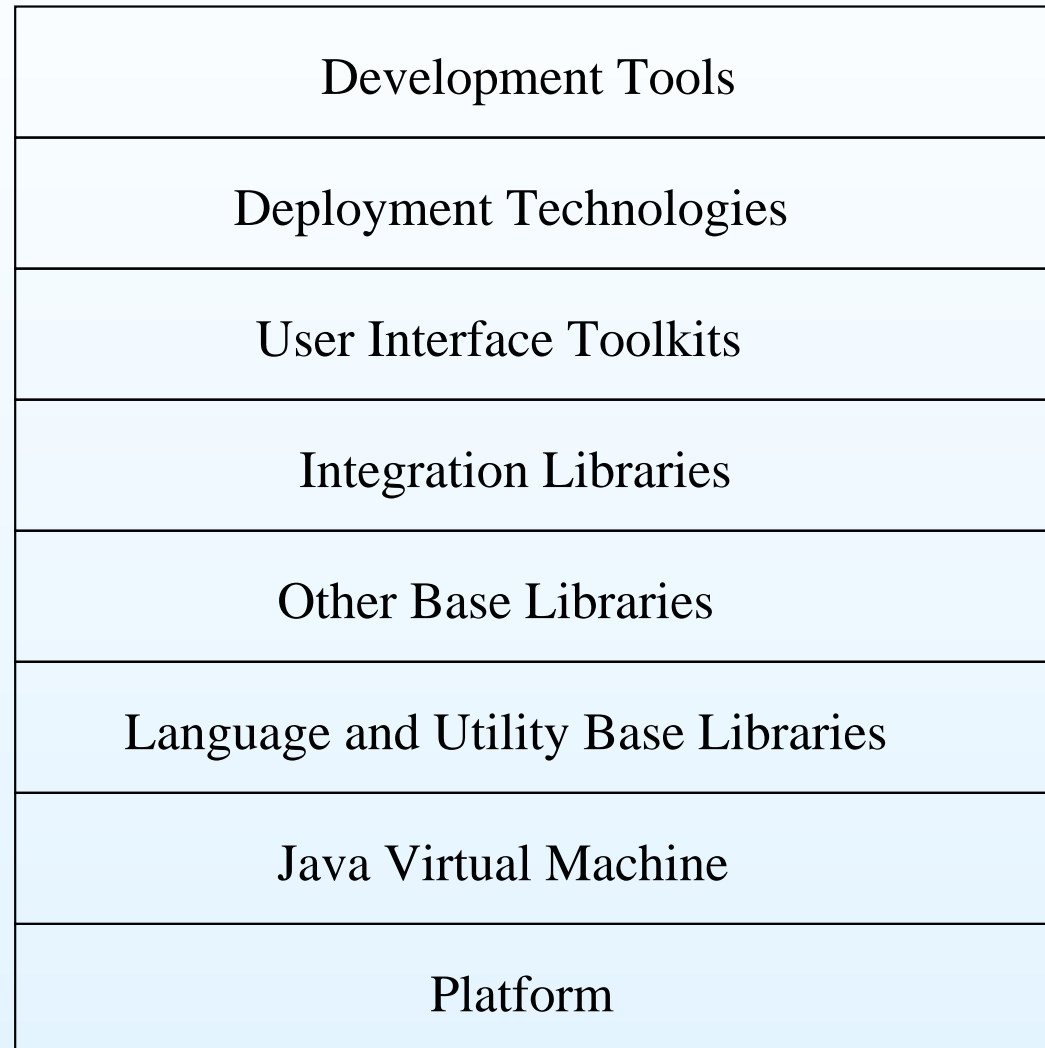 Development Tools
Deployment Technologies
User Interface Toolkits
Integration Libraries
Other Base Libraries
Language and Utility Base Libraries
Java Virtual Machine
Platform